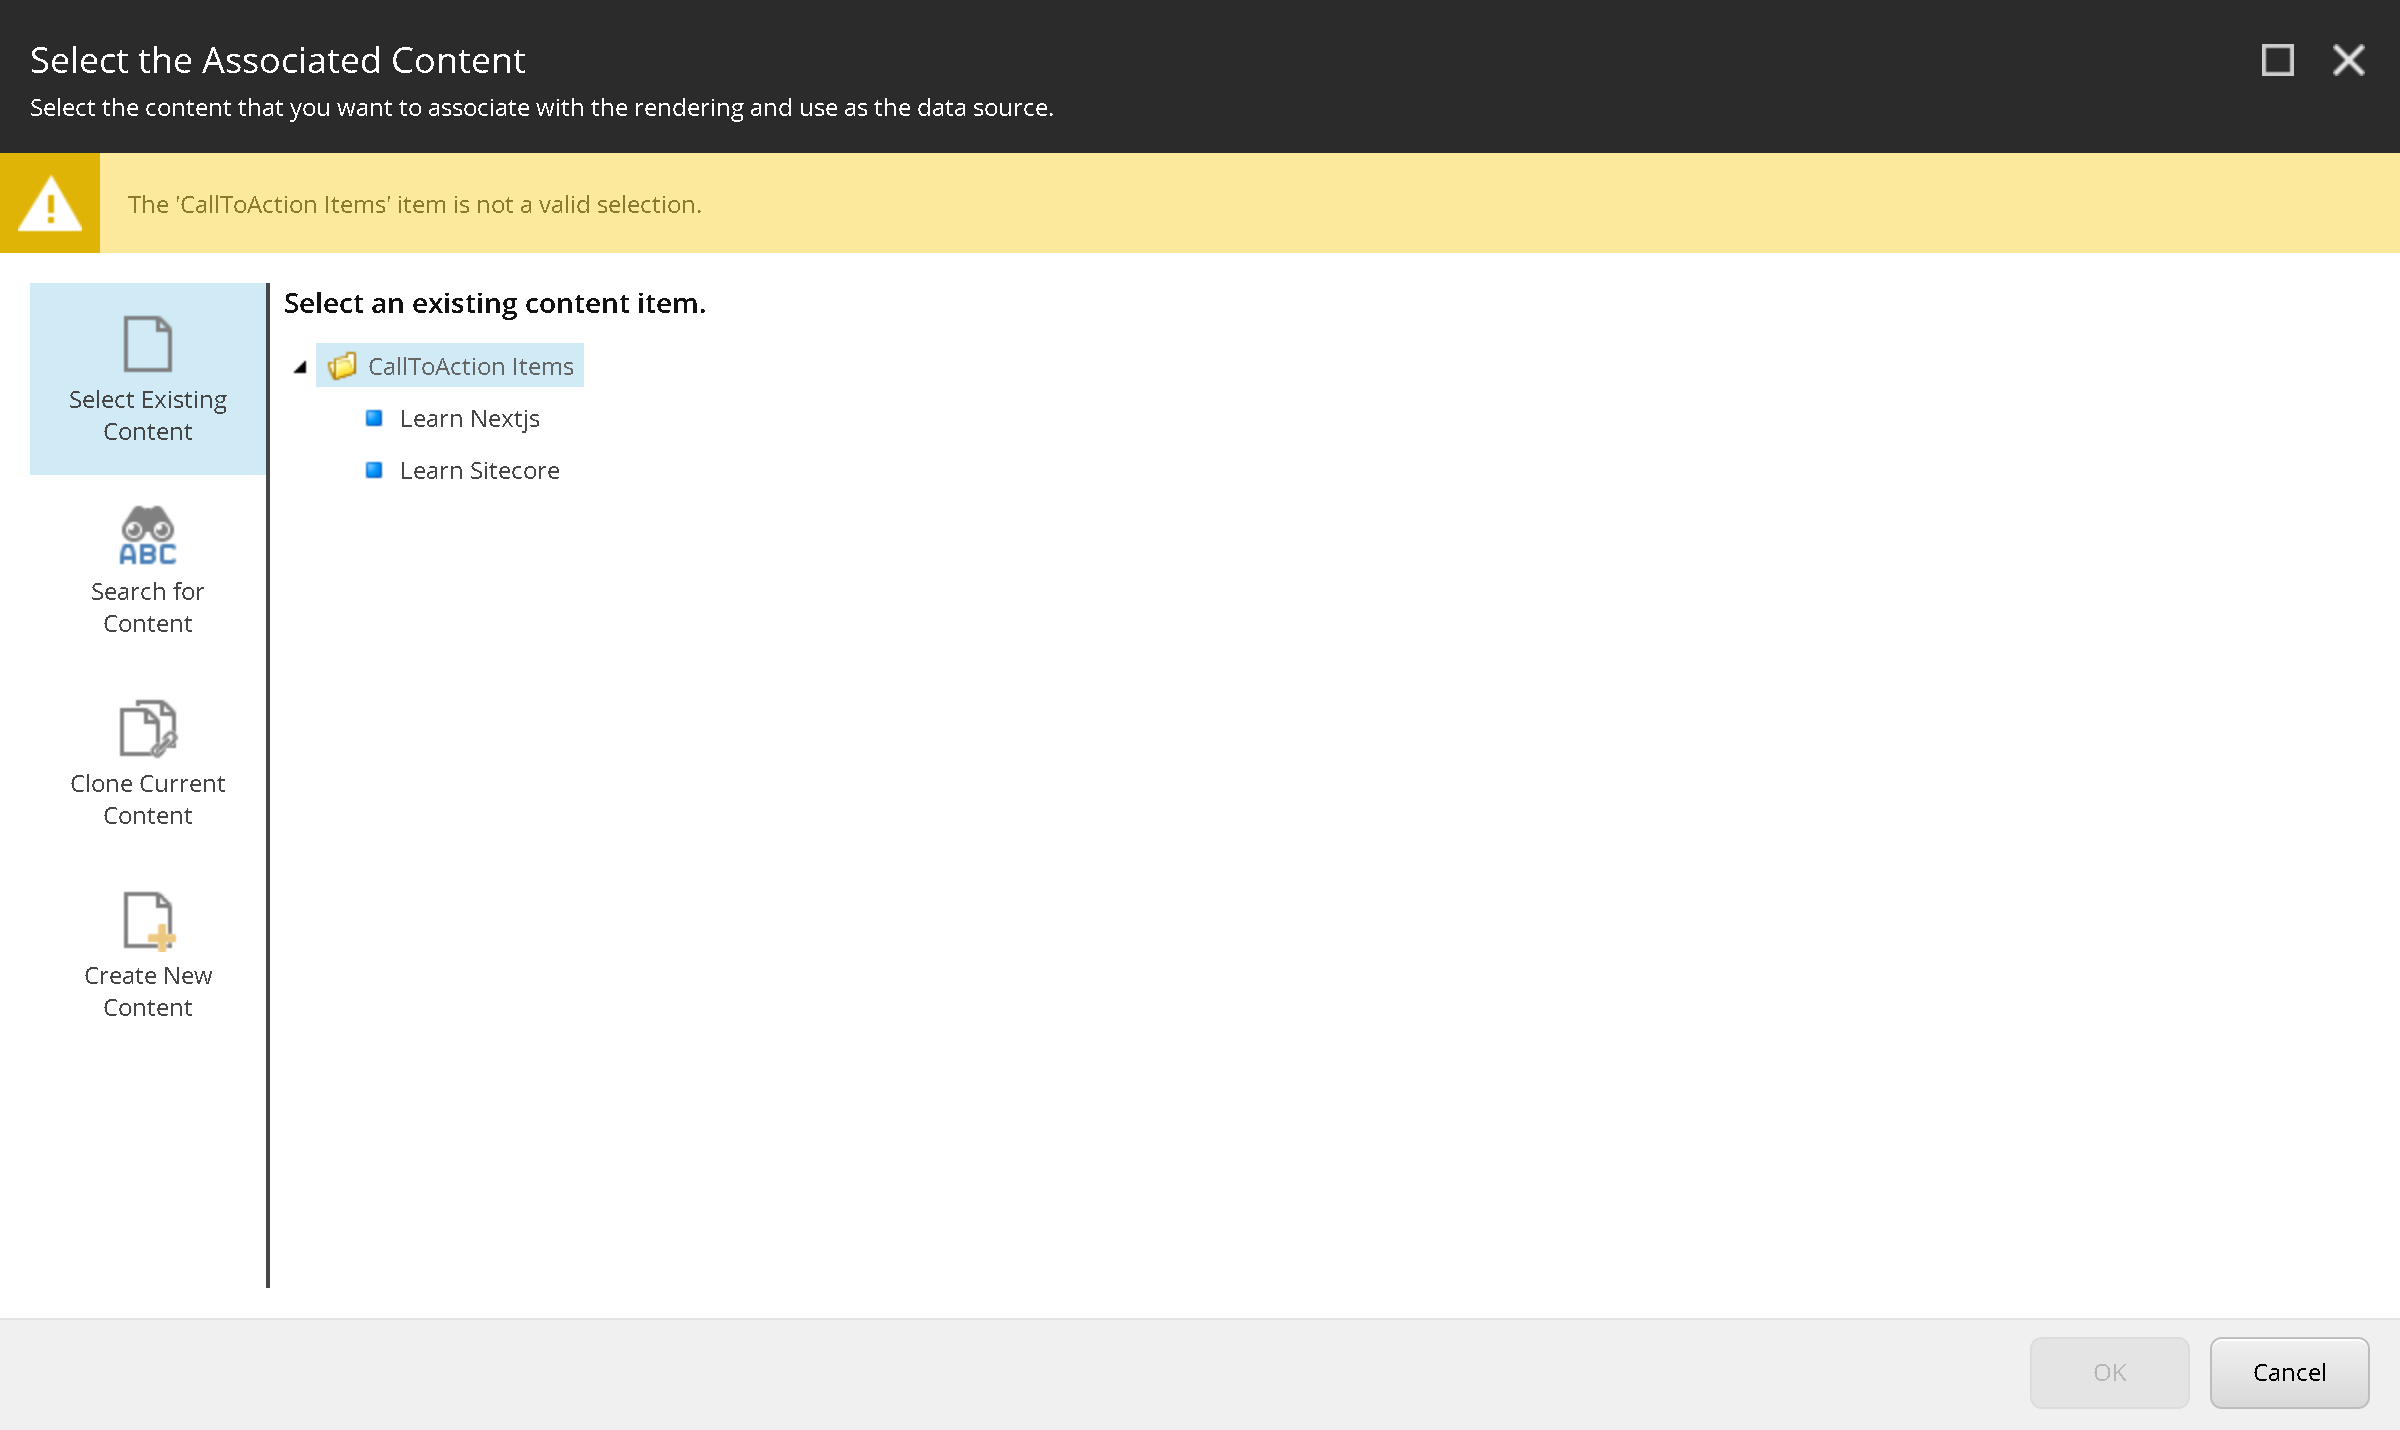 Select the Associated Content
Select the content that you want to associate with the rendering and use as the data source.
The 'CallToAction Items' item is not a valid selection.
Select Existing
Content
ABC
Search for
Content
Clone Current
Content
Create New
Content
Select an existing content item.
CallToAction Items
Learn Nextjs
Learn Sitecore
OK
Cancel